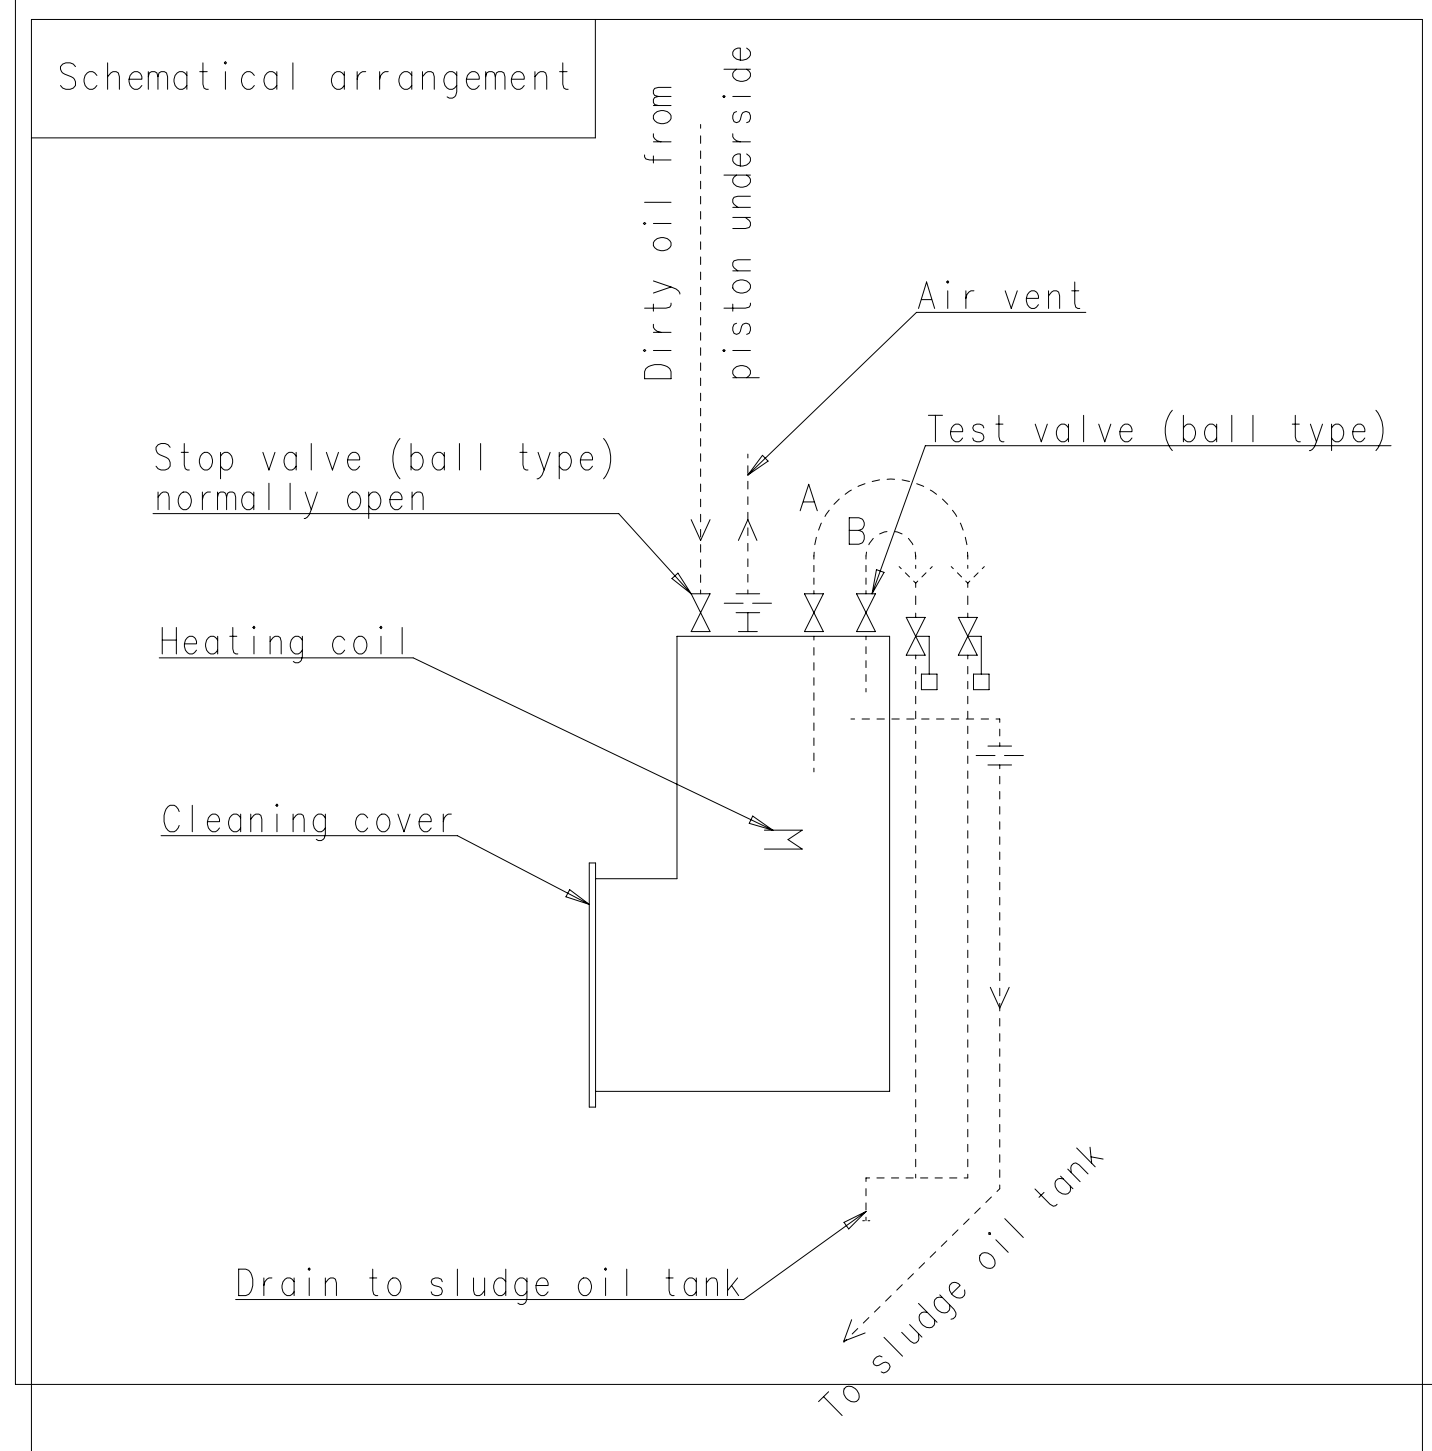 Schematical arrangement
Dirty oil from
piston underside
Air vent
Test valve (ball type)
Stop valve (ball type)
normally open
A
B
Heating coil
Cleaning cover
Drain to sludge oil tank
To sludge oil tank